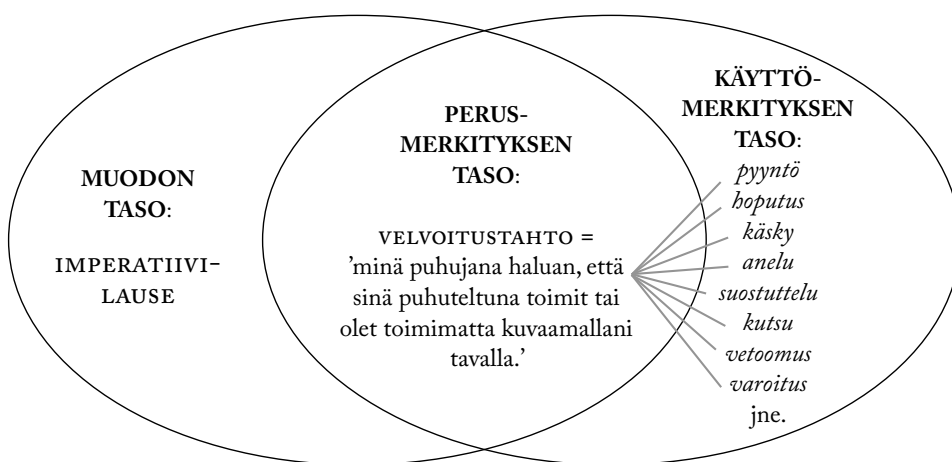 MUODON
TASO:
IMPERATIIVI-
LAUSE
PERUS-
MERKITYKSEN
TASO:
VELVOITUSTAHTO =
’minä puhujana haluan, että
sinä puhuteltuna toimit tai
olet toimimatta kuvaamallani
tavalla.’
KÄYTTÖ-
MERKITYKSEN
TASO:
pyyntö
hoputus
käsky
anelu
suostuttelu
kutsu
vetoomus
varoitus
jne.